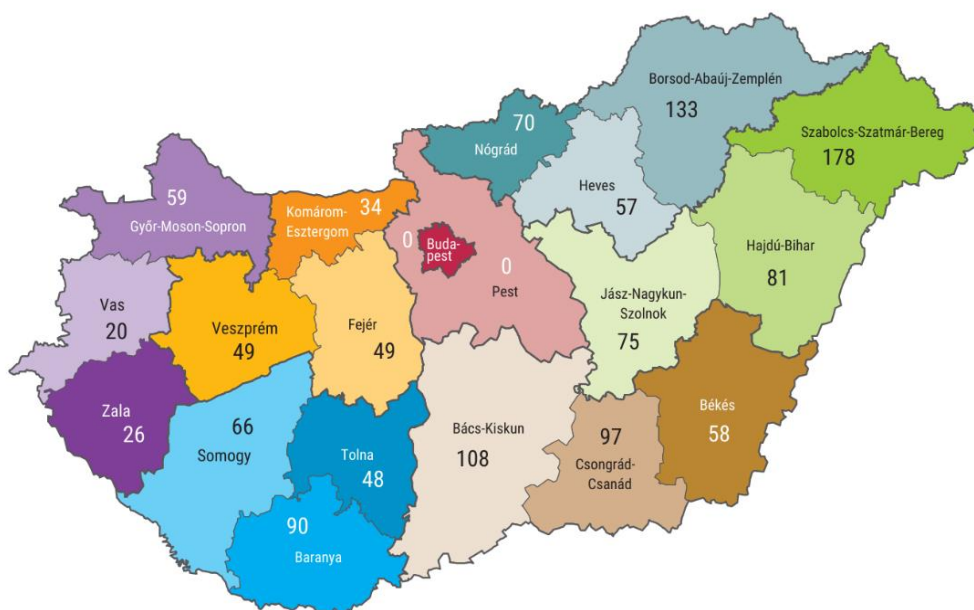 Borsod-Abaúj-Zemplén
133
70
Nógrád
Szabolcs-Szatmár-Bereg
178
Heves
57
59
Győr-Moson-Sopron
34
Komárom-
Esztergom
0
Buda-
pest
0
Pest
Hajdú-Bihar
81
Vas
20
Veszprém
49
Fejér
49
Jász-Nagykun-
Szolnok
75
Zala
26
66
Somogy
Tolna
48
Bács-Kiskun
108
97
Csongrád-
Csanád
Békés
58
90
Baranya